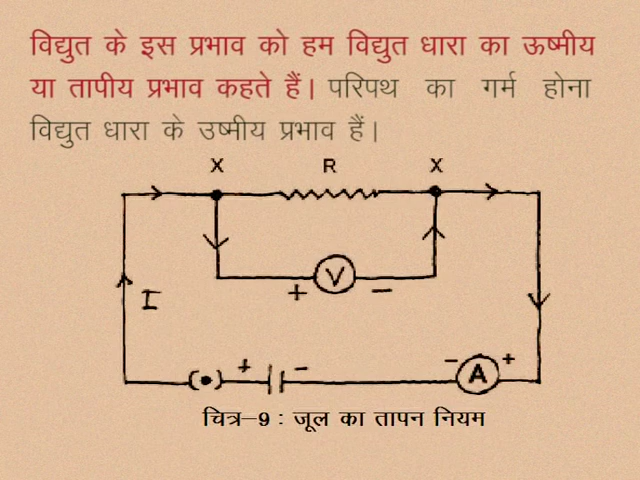 विद्युत के इस प्रभाव को हम विद्युत धारा का ऊष्मीय
या तापीय प्रभाव कहते हैं। परिपथ का गर्म होना
विद्युत धारा के उष्मीय प्रभाव हैं।
X R X
V
+ −
I
+ − − A +
चित्र–9 : जूल का तापन नियम